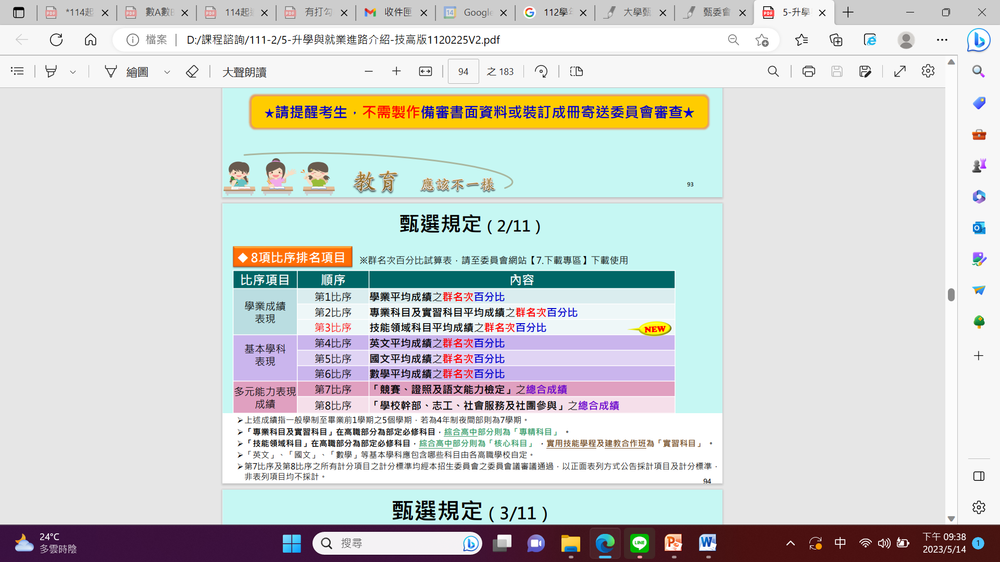 *114起
數A數B
114起
有打勾
收件匣
Google
112學年
大學甄
甄委會
5-升學
檔案
D:/課程諮詢/111-2/5-升學與就業進路介紹-技高版1120225V2.pdf
繪圖
大聲朗讀
94
之 183
★請提醒考生，不需製作備審書面資料或裝訂成冊寄送委員會審查★
教育 應該不一樣
93
甄選規定（2/11）
◆8項比序排名項目
※群名次百分比試算表，請至委員會網站【7.下載專區】下載使用
比序項目 順序 內容
學業成績
表現
第1比序 學業平均成績之群名次百分比
第2比序 專業科目及實習科目平均成績之群名次百分比
第3比序 技能領域科目平均成績之群名次百分比
NEW
基本學科
表現
第4比序 英文平均成績之群名次百分比
第5比序 國文平均成績之群名次百分比
第6比序 數學平均成績之群名次百分比
多元能力表現
成績
第7比序 「競賽、證照及語文能力檢定」之總合成績
第8比序 「學校幹部、志工、社會服務及社團參與」之總合成績
➢上述成績指一般學制至畢業前1學期之5個學期，若為4年制夜間部則為7學期。
➢「專業科目及實習科目」在高職部分為部定必修科目，綜合高中部分則為「專精科目」 。
➢「技能領域科目」在高職部分為部定必修科目，綜合高中部分則為「核心科目」 ，實用技能學程及建教合作班為「實習科目」 。
➢「英文」、「國文」、「數學」等基本學科應包含哪些科目由各高職學校自定。
➢第7比序及第8比序之所有計分項目之計分標準均經本招生委員會之委員會議審議通過，以正面表列方式公告採計項目及計分標準，
非表列項目均不採計。
94
甄選規定（3/11）
24°C
多雲時陰
搜尋
LINE
中
下午 09:38
2023/5/14
1